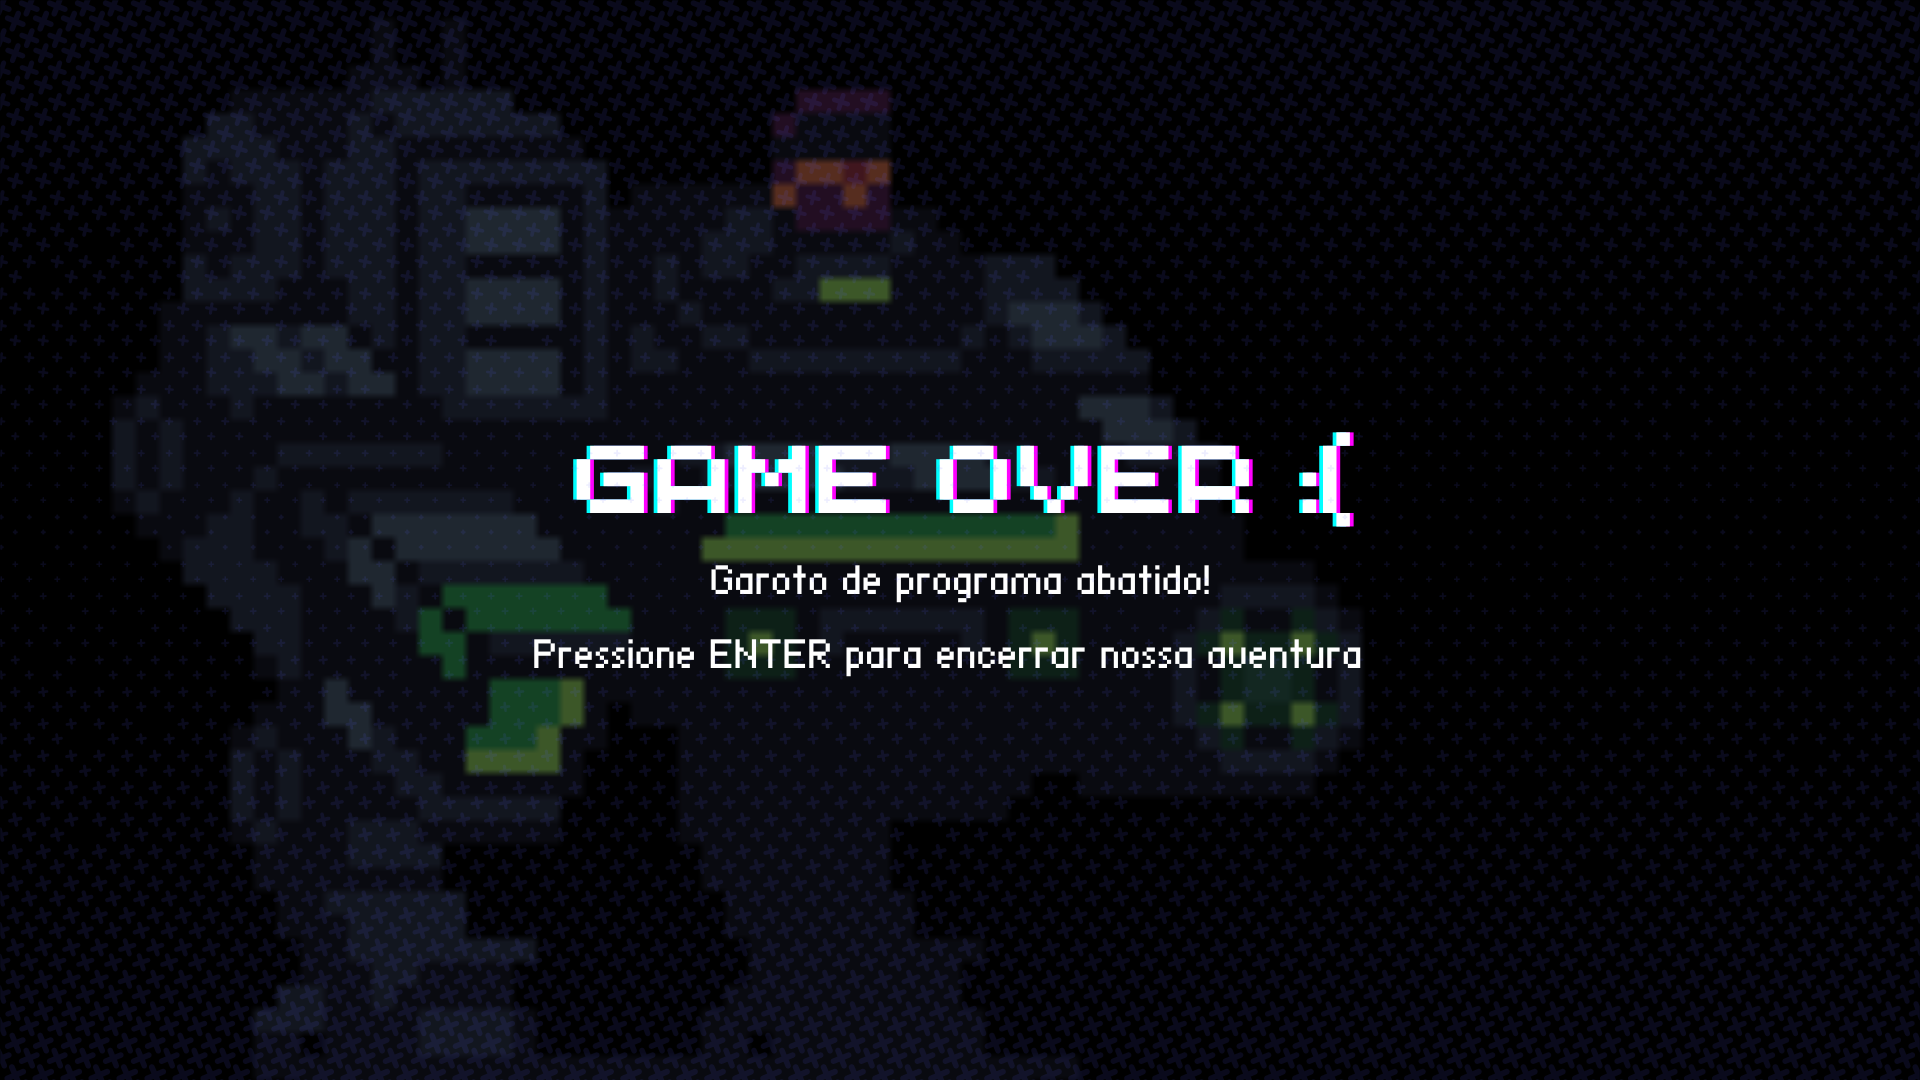 GAME OVER :(
Garoto de programa abatido!
Pressione ENTER para encerrar nossa aventura